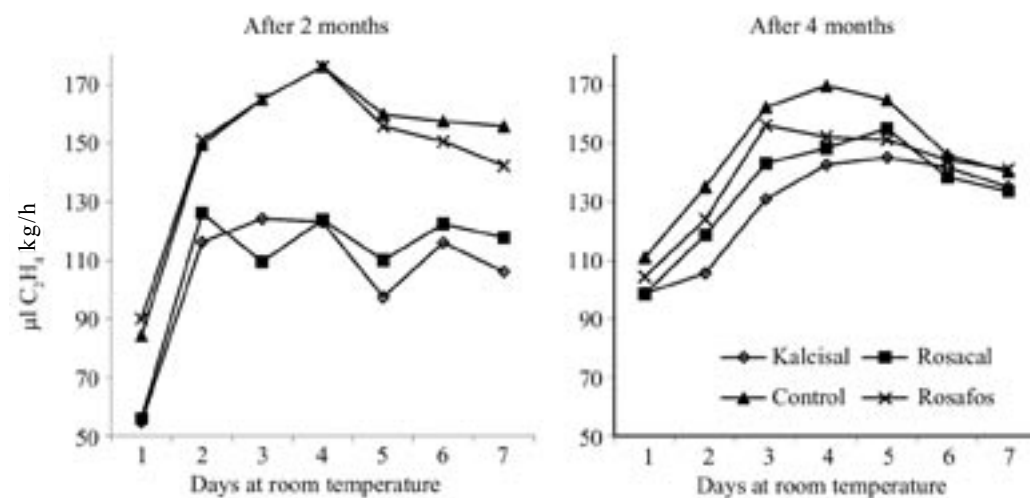 After 2 months
After 4 months
µl C₂H₄ kg/h
170
150
130
110
90
70
50
1 2 3 4 5 6 7
Days at room temperature
170
150
130
110
90
70
50
1 2 3 4 5 6 7
Days at room temperature
Kalcisal Rosacal
Control Rosafos